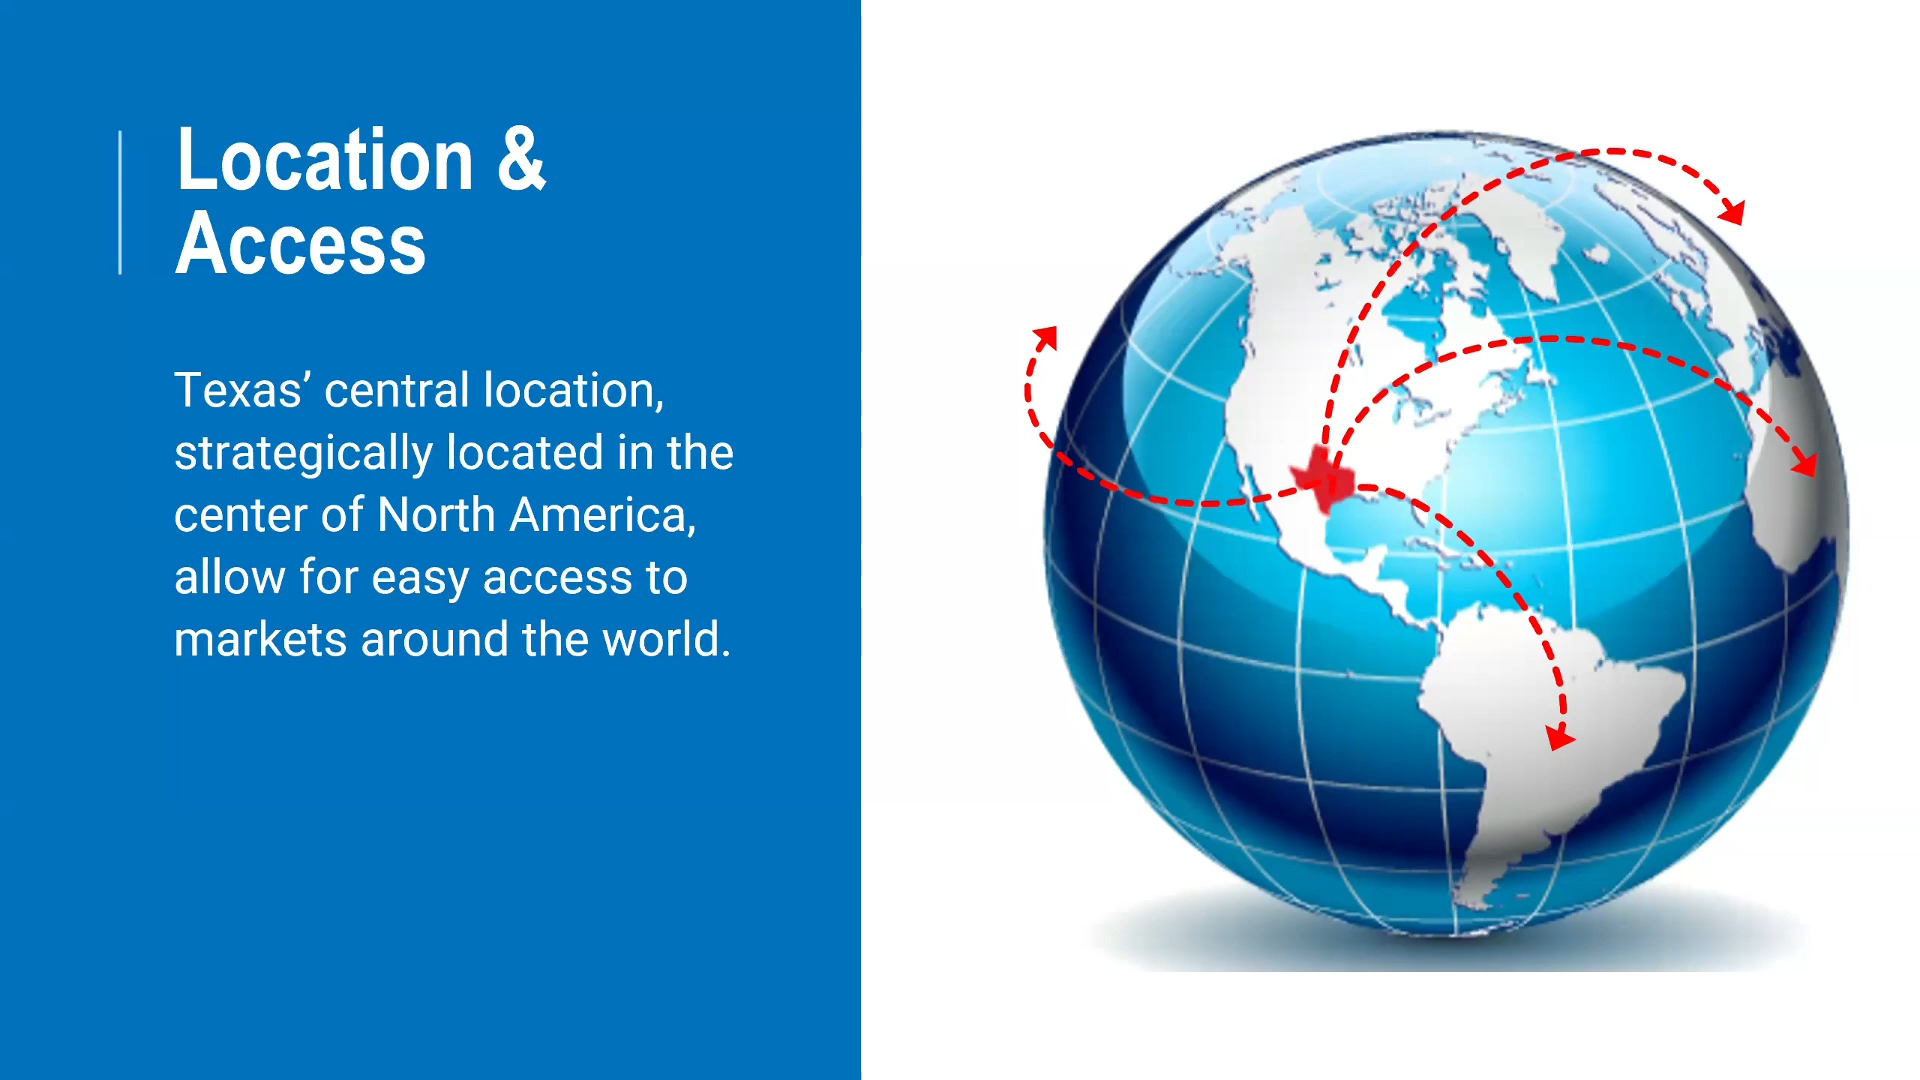 Location &
Access
Texas’ central location,
strategically located in the
center of North America,
allow for easy access to
markets around the world.